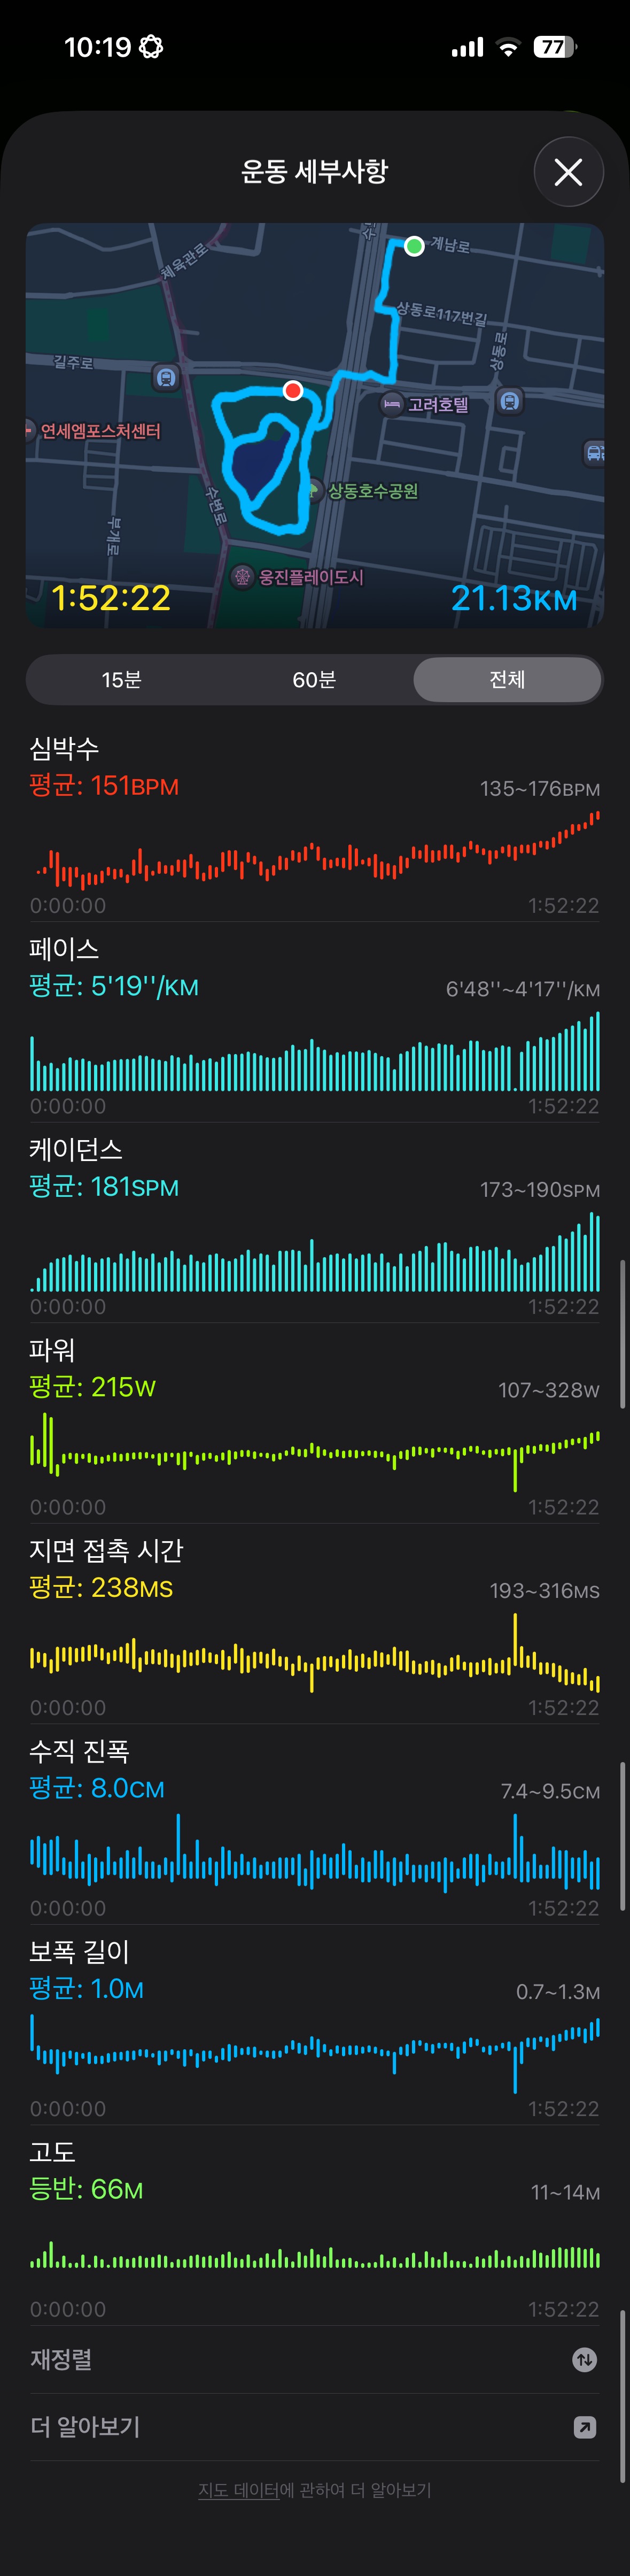 10:19
77
운동 세부사항
계남로
체육관로
상동로117번길
상동로
길주로
고려호텔
연세엠포스처센터
상동호수공원
수변로
부개로
웅진플레이도시
1:52:22
21.13KM
15분
60분
전체
심박수
평균: 151BPM
135~176BPM
0:00:00
1:52:22
페이스
평균: 5'19''/KM
6'48''~4'17''/KM
0:00:00
1:52:22
케이던스
평균: 181SPM
173~190SPM
0:00:00
1:52:22
파워
평균: 215W
107~328W
0:00:00
1:52:22
지면 접촉 시간
평균: 238MS
193~316MS
0:00:00
1:52:22
수직 진폭
평균: 8.0CM
7.4~9.5CM
0:00:00
1:52:22
보폭 길이
평균: 1.0M
0.7~1.3M
0:00:00
1:52:22
고도
등반: 66M
11~14M
0:00:00
1:52:22
재정렬
더 알아보기
지도 데이터에 관하여 더 알아보기